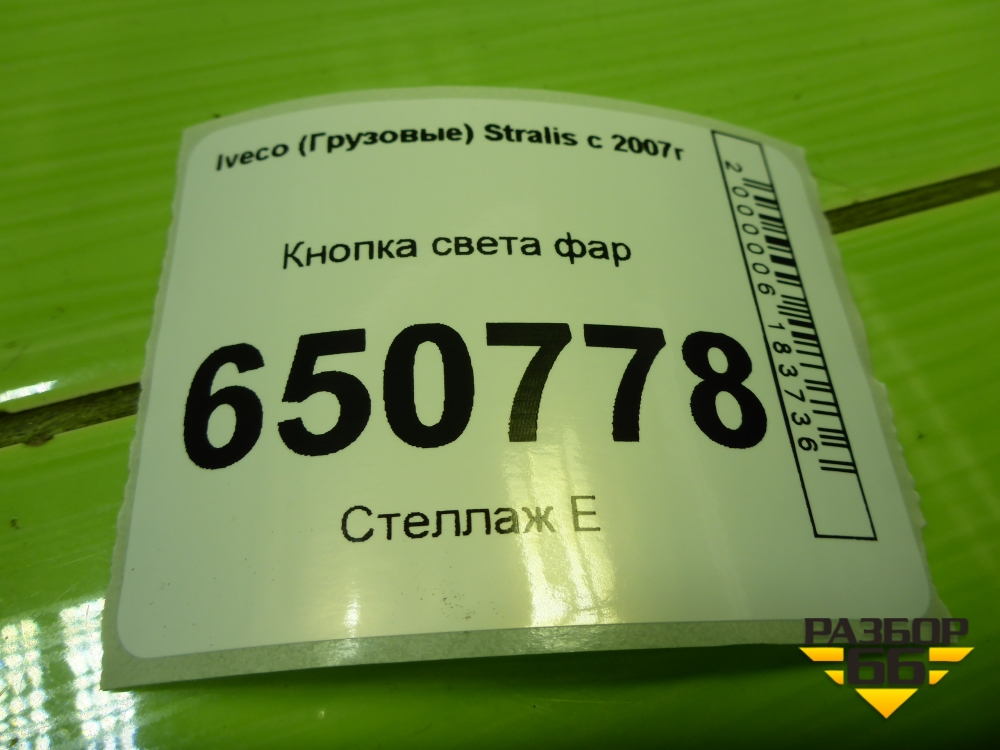 Iveco (Грузовые) Stralis с 2007г
Кнопка света фар
650778
Стеллаж Е
2000006183736
РАЗБОР
66